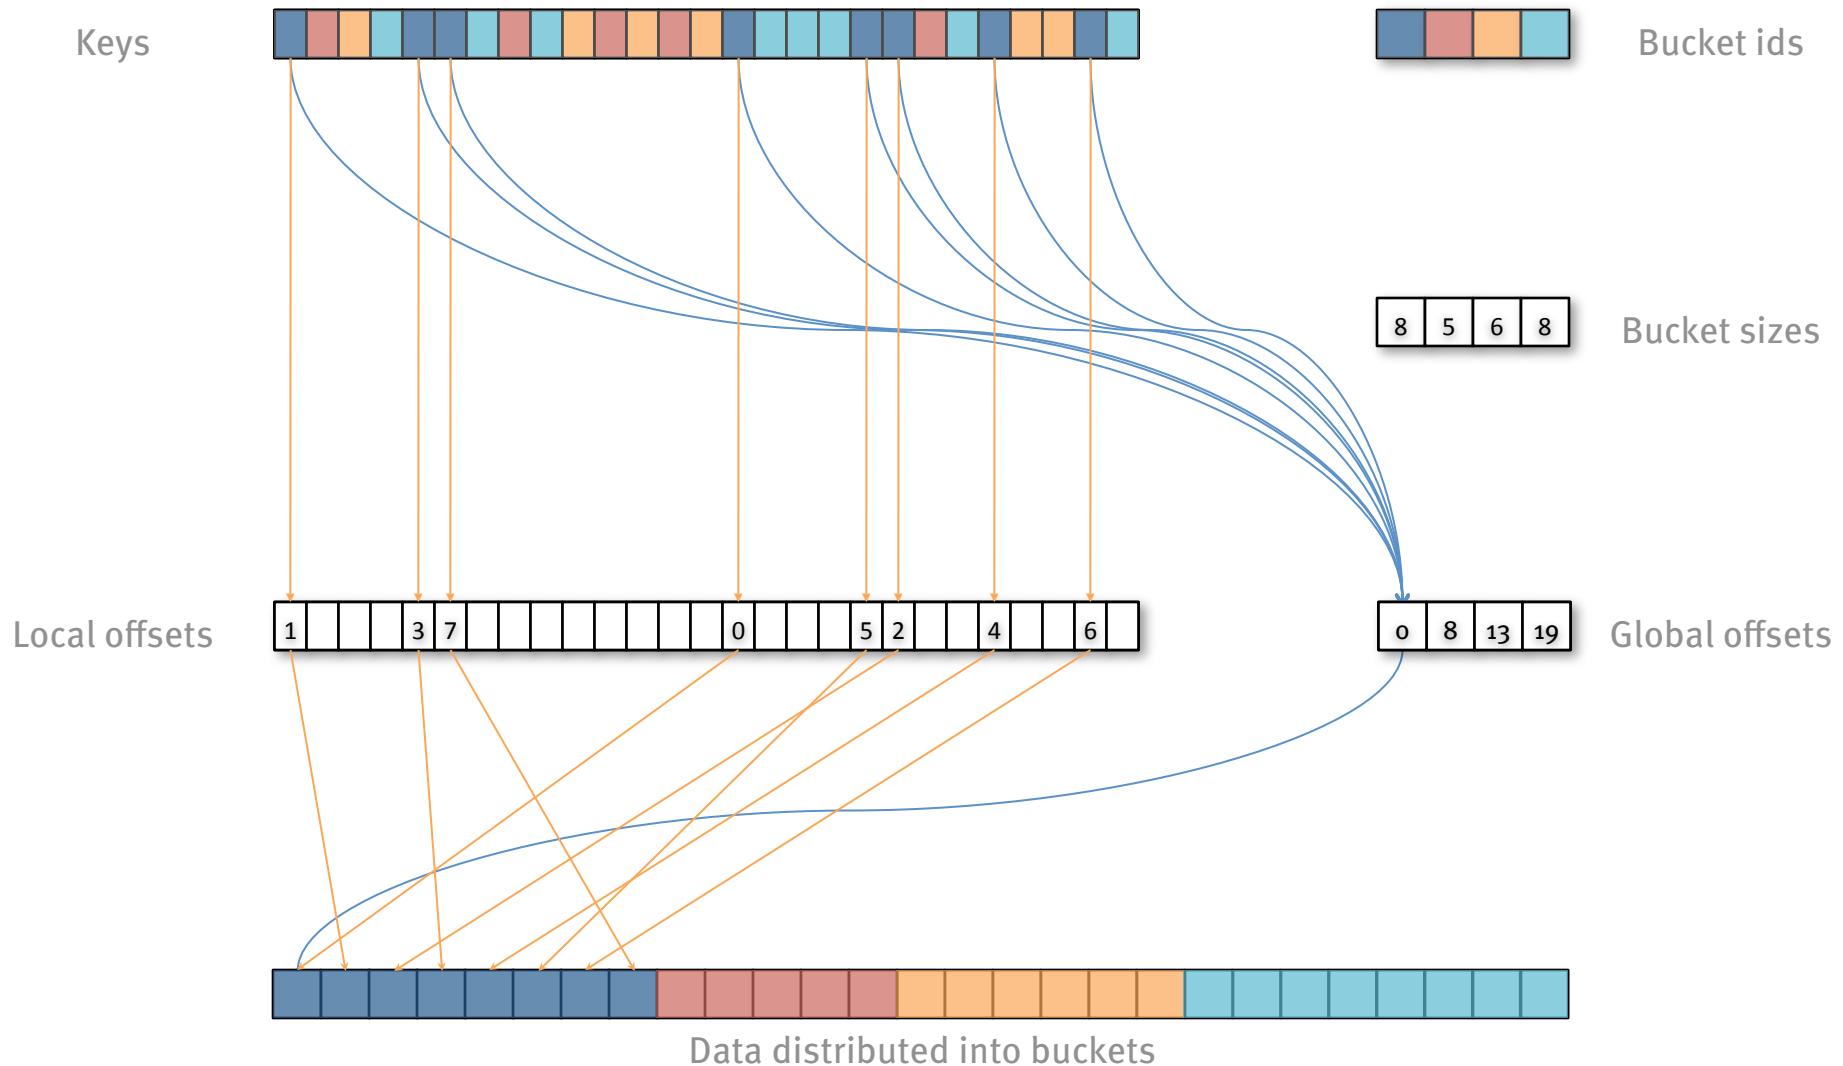 Keys
Bucket ids
8 5 6 8
Bucket sizes
Local offsets
1 3 7 0 5 2 4 6
0 8 13 19
Global offsets
Data distributed into buckets